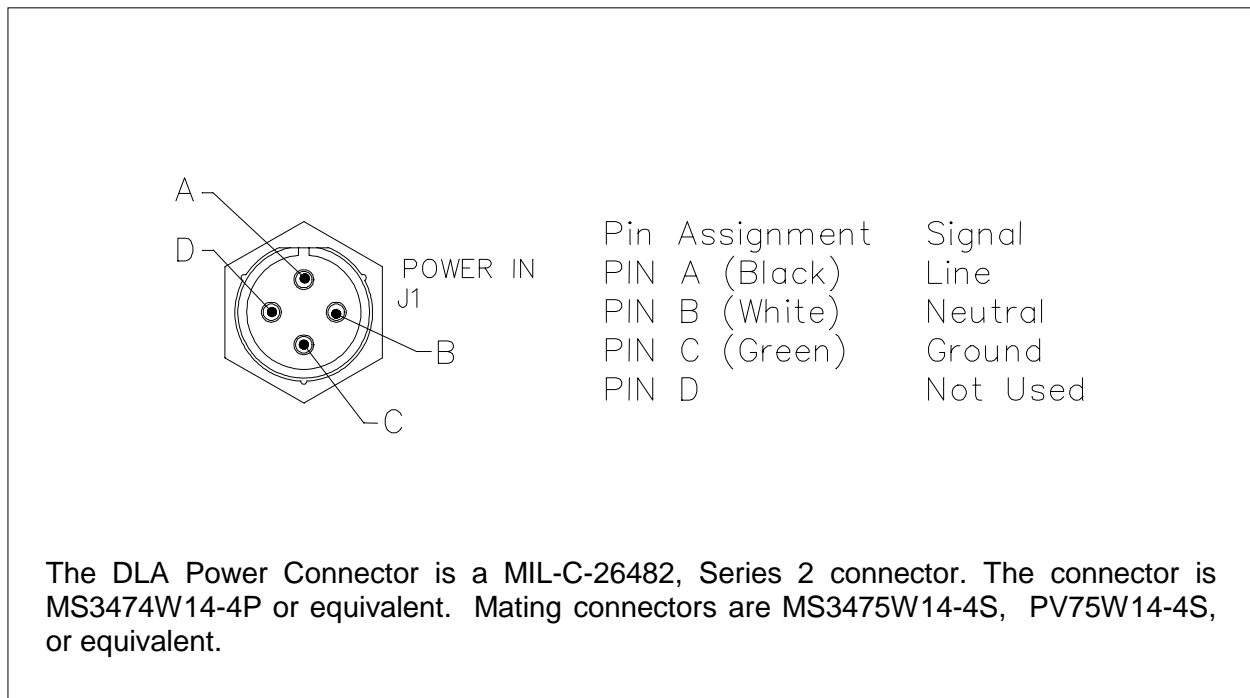 A
D
POWER IN
J1
B
C
Pin Assignment Signal
PIN A (Black) Line
PIN B (White) Neutral
PIN C (Green) Ground
PIN D Not Used
The DLA Power Connector is a MIL-C-26482, Series 2 connector. The connector is
MS3474W14-4P or equivalent. Mating connectors are MS3475W14-4S, PV75W14-4S,
or equivalent.